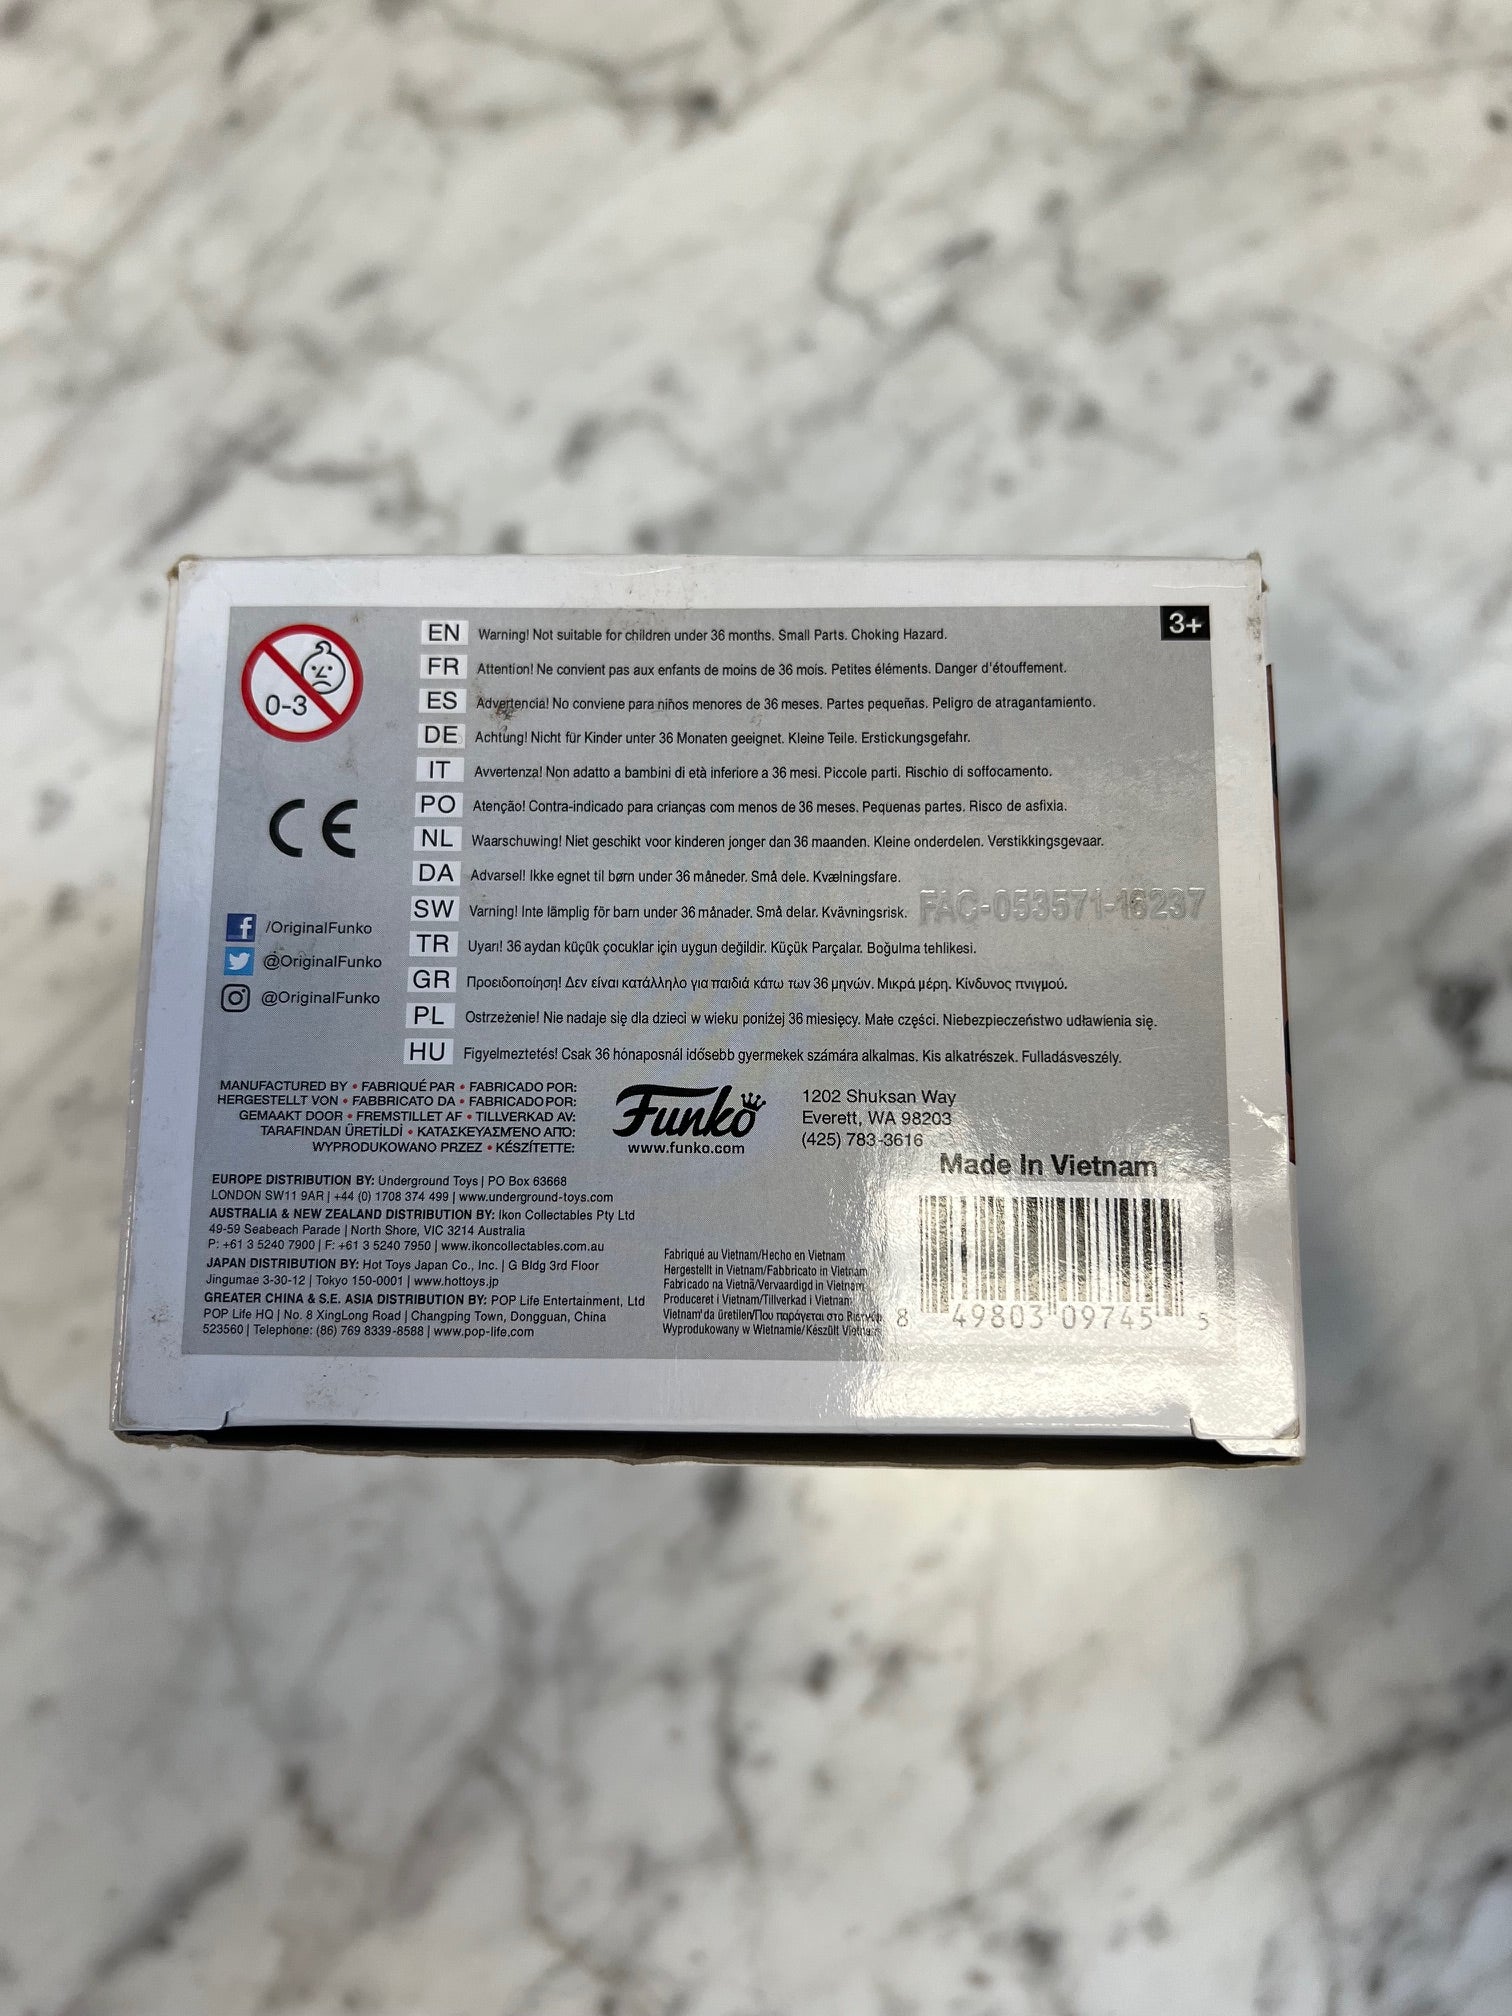 3+
0-3
EN Warning! Not suitable for children under 36 months. Small Parts. Choking Hazard.
FR Attention! Ne convient pas aux enfants de moins de 36 mois. Petites éléments. Danger d'étouffement.
ES Advertencia! No conviene para niños menores de 36 meses. Partes pequeñas. Peligro de atragantamiento.
DE Achtung! Nicht für Kinder unter 36 Monaten geeignet. Kleine Teile. Erstickungsgefahr.
IT Avvertenza! Non adatto a bambini di età inferiore a 36 mesi. Piccole parti. Rischio di soffocamento.
PO Atenção! Contra-indicado para crianças com menos de 36 meses. Pequenas partes. Risco de asfixia.
NL Waarschuwing! Niet geschikt voor kinderen jonger dan 36 maanden. Kleine onderdelen. Verstikkingsgevaar.
DA Advarsel! Ikke egnet til børn under 36 måneder. Små dele. Kvælningsfare.
SW Varning! Inte lämplig för barn under 36 månader. Små delar. Kvävningsrisk.
FAC-053571-16237
TR Uyarı! 36 aydan küçük çocuklar için uygun değildir. Küçük Parçalar. Boğulma tehlikesi.
GR Προειδοποίηση! Δεν είναι κατάλληλο για παιδιά κάτω των 36 μηνών. Μικρά μέρη. Κίνδυνος πνιγμού.
PL Ostrzeżenie! Nie nadaje się dla dzieci w wieku poniżej 36 miesięcy. Małe części. Niebezpieczeństwo udławienia się.
HU Figyelmeztetés! Csak 36 hónaposnál idősebb gyermekek számára alkalmas. Kis alkatrészek. Fulladásveszély.
CE
/OriginalFunko
@OriginalFunko
@OriginalFunko
MANUFACTURED BY • FABRIQUÉ PAR • FABRICADO POR:
HERGESTELLT VON • FABBRICATO DA • FABRICADO POR:
GEMAAKT DOOR • FREMSTILLET AF • TILLVERKAD AV:
TARAFINDAN ÜRETİLDİ • ΚΑΤΑΣΚΕΥΑΣΜΈΝΟ ΑΠΌ:
WYPRODUKOWANO PRZEZ • KÉSZÍTETTE:
Funko
www.funko.com
1202 Shuksan Way
Everett, WA 98203
(425) 783-3616
Made In Vietnam
EUROPE DISTRIBUTION BY: Underground Toys | PO Box 63668
LONDON SW11 9AR | +44 (0) 1708 374 499 | www.underground-toys.com
AUSTRALIA & NEW ZEALAND DISTRIBUTION BY: Ikon Collectables Pty Ltd
49-59 Seabeach Parade | North Shore, VIC 3214 Australia
P: +61 3 5240 7900 | F: +61 3 5240 7950 | www.ikoncollectables.com.au
JAPAN DISTRIBUTION BY: Hot Toys Japan Co., Inc. | G Bldg 3rd Floor
Jingumae 3-30-12 | Tokyo 150-0001 | www.hottoys.jp
GREATER CHINA & S.E. ASIA DISTRIBUTION BY: POP Life Entertainment, Ltd
POP Life HQ | No. 8 XingLong Road | Changping Town, Dongguan, China
523560 | Telephone: (86) 769 8339-8588 | www.pop-life.com
Fabriqué au Vietnam/Hecho en Vietnam
Hergestellt in Vietnam/Fabbricato in Vietnam
Fabricado na Vietnã/Vervaardigd in Vietnam
Produceret i Vietnam/Tillverkad i Vietnam
Vietnam'da üretilen/Που παράγεται στο
Wyprodukowany w Wietnamie/Készült
8 49803 09745 5